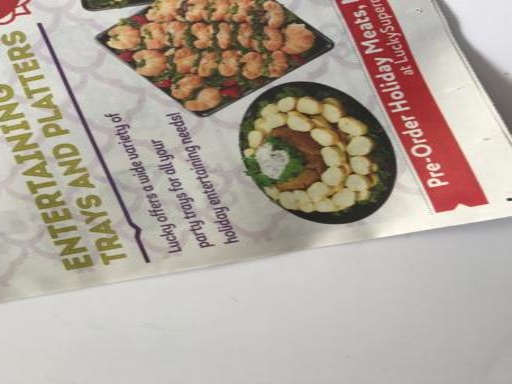 ENTERTAINING
TRAYS AND PLATTERS
Lucky offers a wide variety of
party trays for all your
holiday entertaining needs!
Pre-Order Holiday Meats,
at LuckySuper